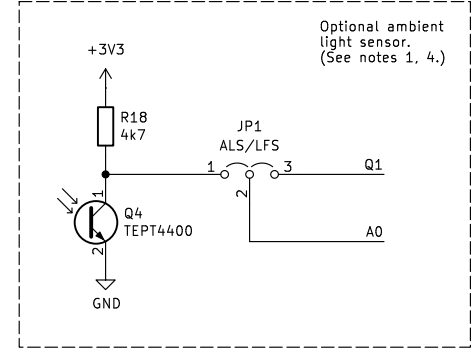 Optional ambient
light sensor.
(See notes 1, 4.)
+3V3
R18
4k7
JP1
ALS/LFS
1
3
Q1
2
A0
1
Q4
TEPT4400
2
GND